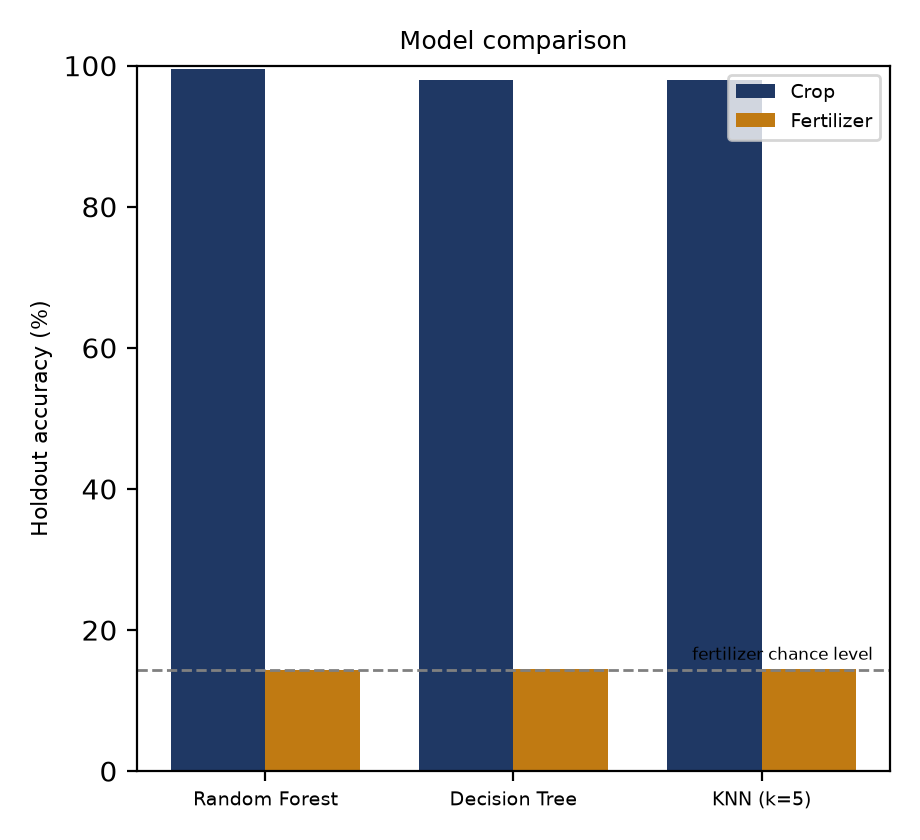 Model comparison
Holdout accuracy (%)
100
80
60
40
20
0
Crop
Fertilizer
fertilizer chance level
Random Forest
Decision Tree
KNN (k=5)